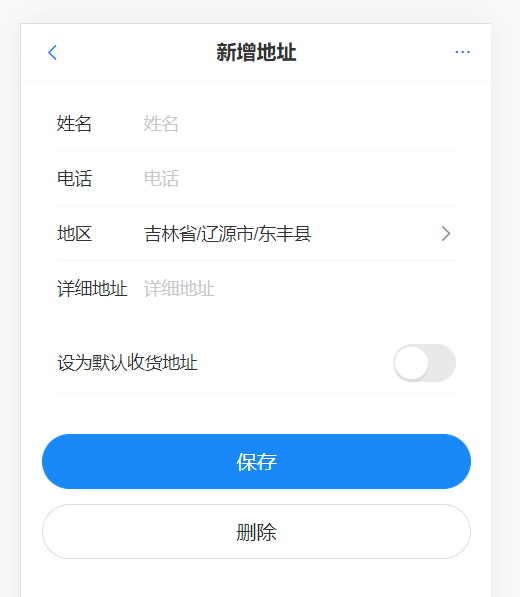 新增地址
姓名 姓名
电话 电话
地区 吉林省/辽源市/东丰县
详细地址 详细地址
设为默认收货地址
保存
删除